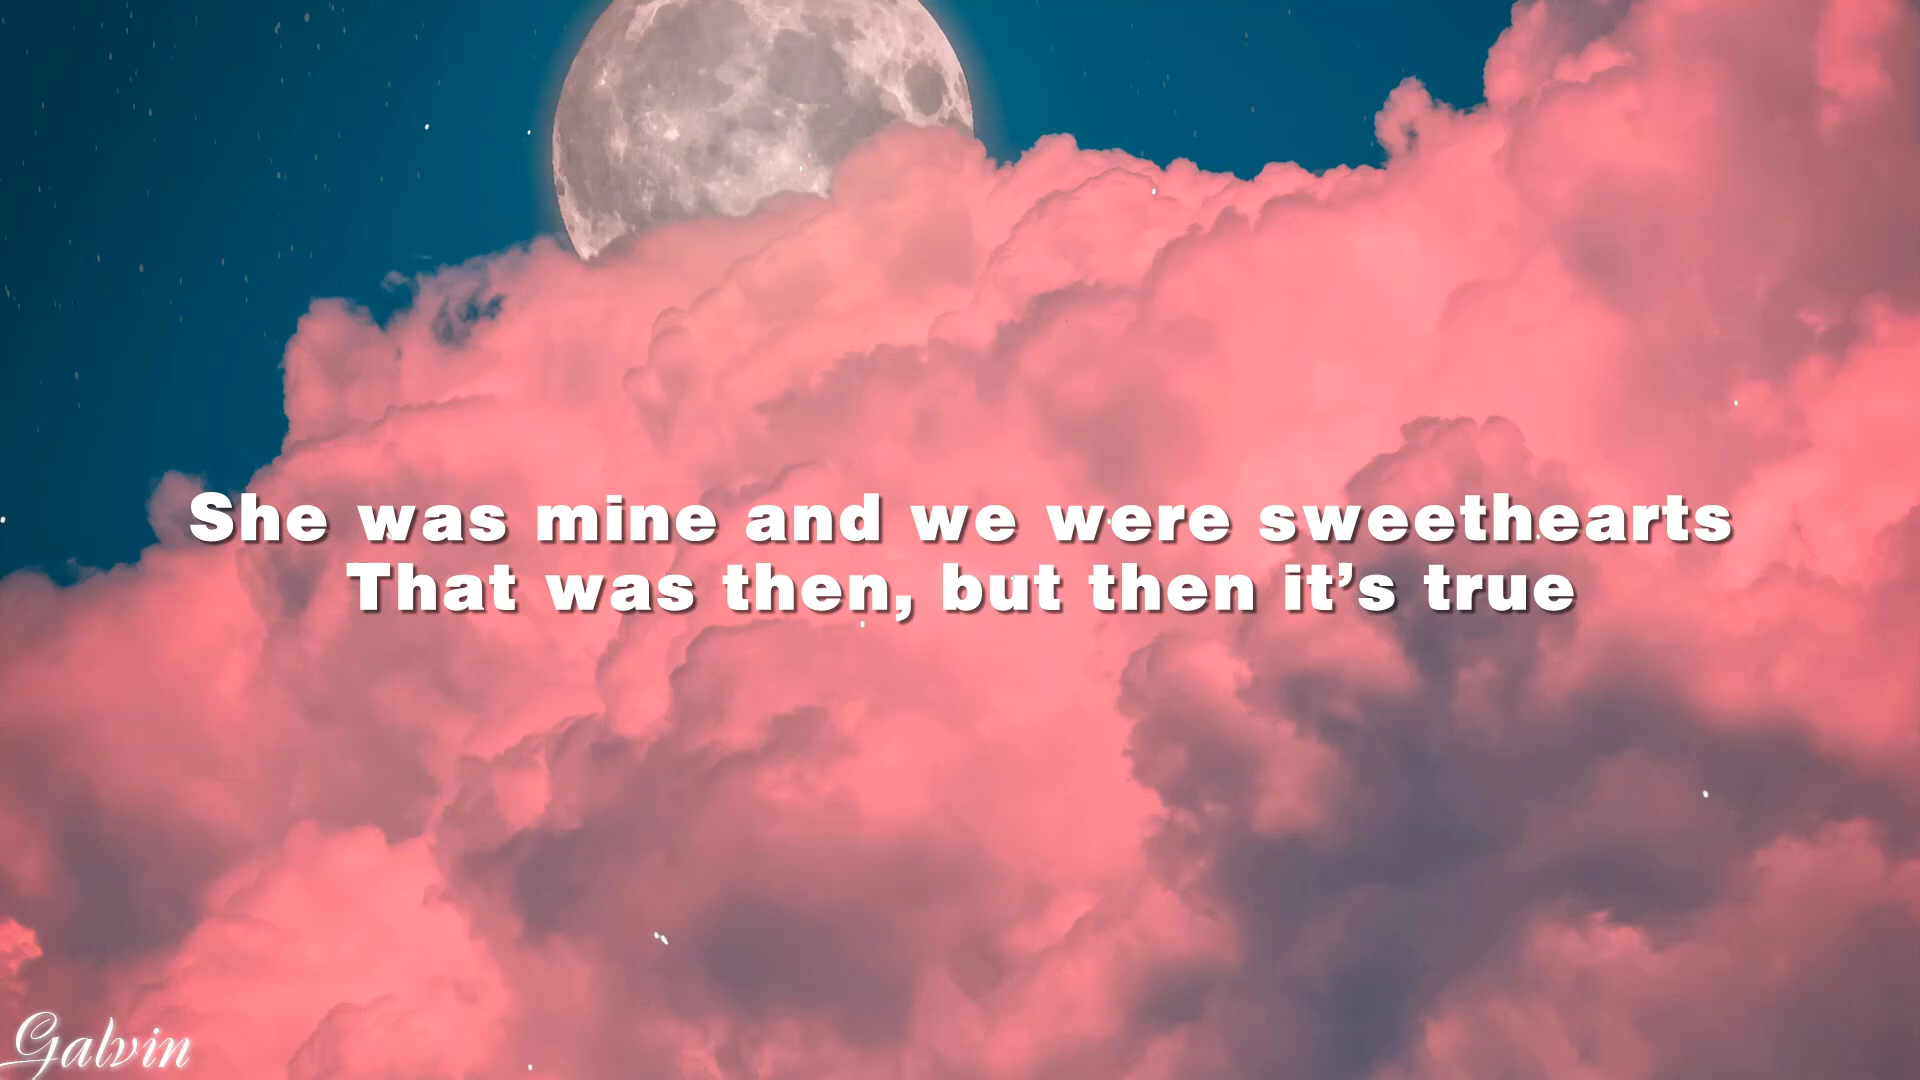 She was mine and we were sweethearts
That was then, but then it’s true
Galvin